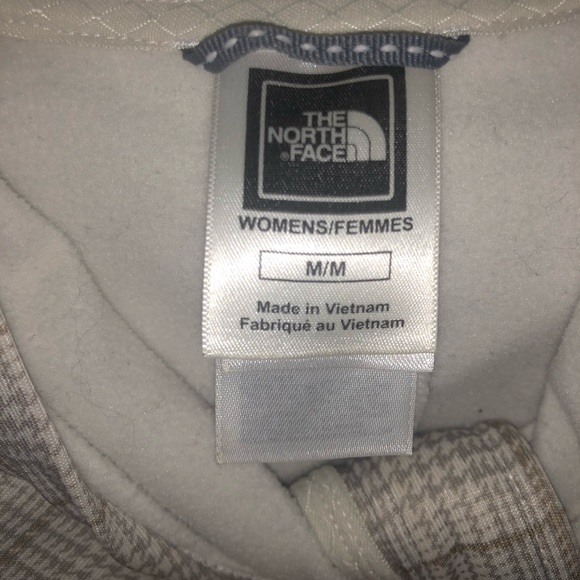 THE
NORTH
®FACE
WOMENS/FEMMES
M/M
Made in Vietnam
Fabriqué au Vietnam